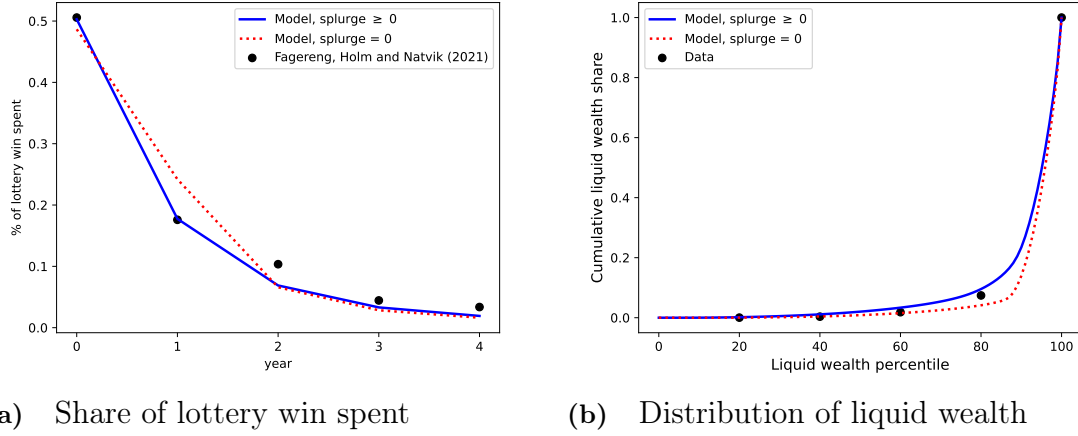 0.5
0.4
0.3
0.2
0.1
0.0
% of lottery win spent
Model, splurge ≥ 0
Model, splurge = 0
Fagereng, Holm and Natvik (2021)
0 1 2 3 4
year
a) Share of lottery win spent
1.0
0.8
0.6
0.4
0.2
0.0
Cumulative liquid wealth share
Model, splurge ≥ 0
Model, splurge = 0
Data
0 20 40 60 80 100
Liquid wealth percentile
(b) Distribution of liquid wealth